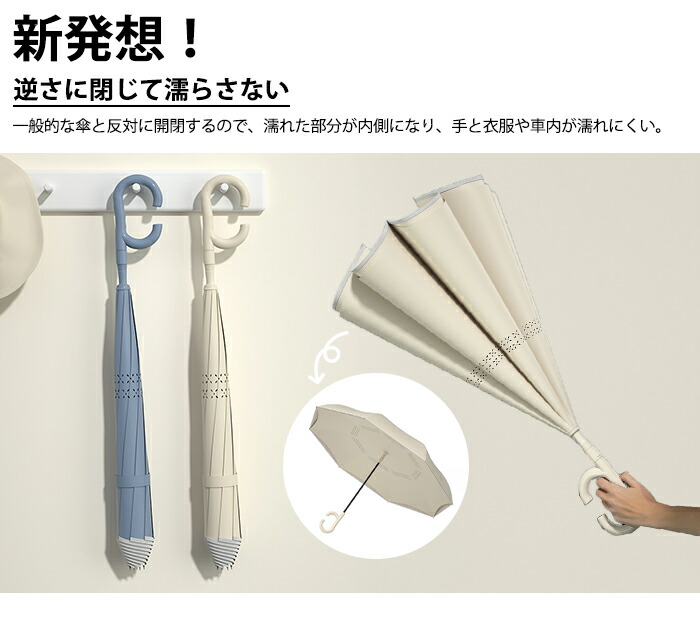 新発想！
逆さに閉じて濡らさない
一般的な傘と反対に開閉するので、濡れた部分が内側になり、手と衣服や車内が濡れにくい。